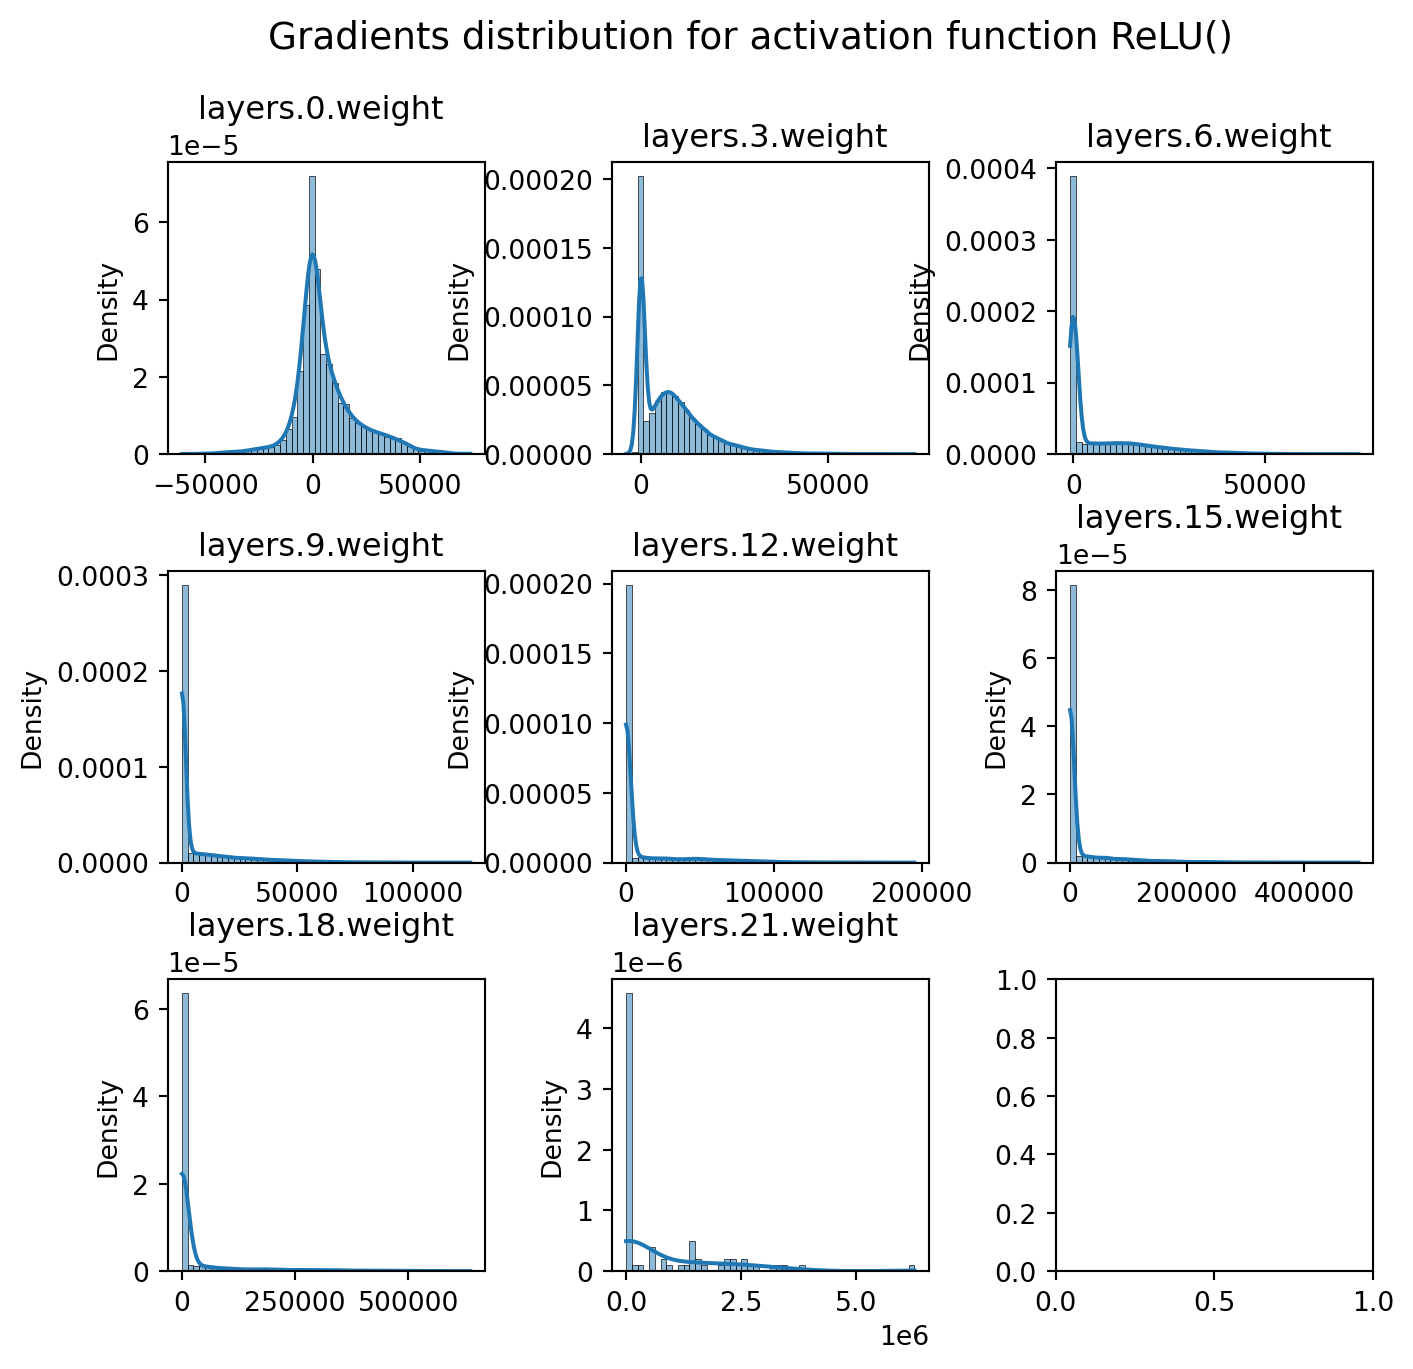 Gradients distribution for activation function ReLU()
layers.0.weight
1e−5
Density
6
4
2
0
−50000 0 50000
layers.3.weight
Density
0.00020
0.00015
0.00010
0.00005
0.00000
0 50000
layers.6.weight
Density
0.0004
0.0003
0.0002
0.0001
0.0000
0 50000
layers.9.weight
Density
0.0003
0.0002
0.0001
0.0000
0 50000 100000
layers.12.weight
Density
0.00020
0.00015
0.00010
0.00005
0.00000
0 100000 200000
layers.15.weight
1e−5
Density
8
6
4
2
0
0 200000 400000
layers.18.weight
1e−5
Density
6
4
2
0
0 250000 500000
layers.21.weight
1e−6
Density
4
3
2
1
0
0.0 2.5 5.0
1e6
1.0
0.8
0.6
0.4
0.2
0.0
0.0 0.5 1.0